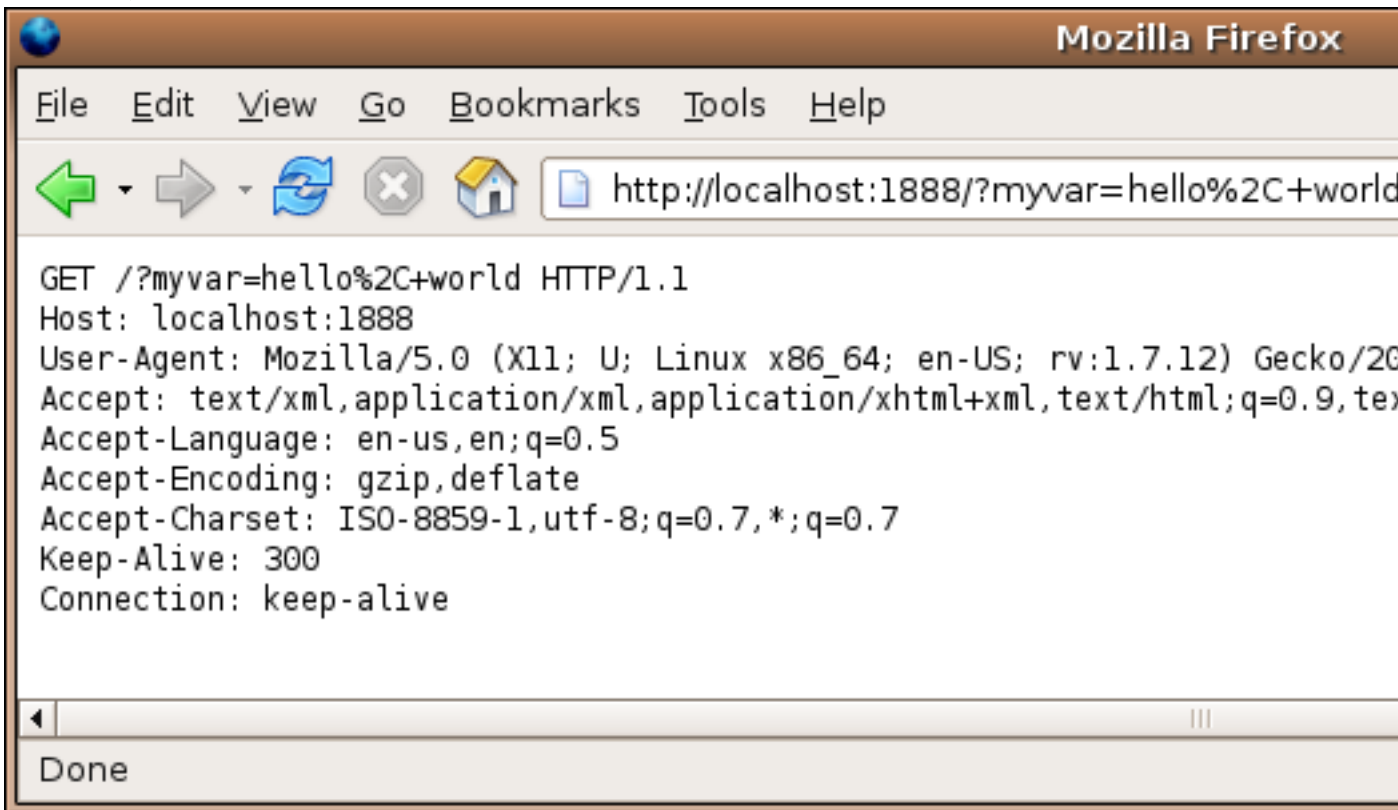 Mozilla Firefox
File Edit View Go Bookmarks Tools Help
http://localhost:1888/?myvar=hello%2C+world
GET /?myvar=hello%2C+world HTTP/1.1
Host: localhost:1888
User-Agent: Mozilla/5.0 (X11; U; Linux x86_64; en-US; rv:1.7.12) Gecko/20
Accept: text/xml,application/xml,application/xhtml+xml,text/html;q=0.9,tex
Accept-Language: en-us,en;q=0.5
Accept-Encoding: gzip,deflate
Accept-Charset: ISO-8859-1,utf-8;q=0.7,*;q=0.7
Keep-Alive: 300
Connection: keep-alive
Done